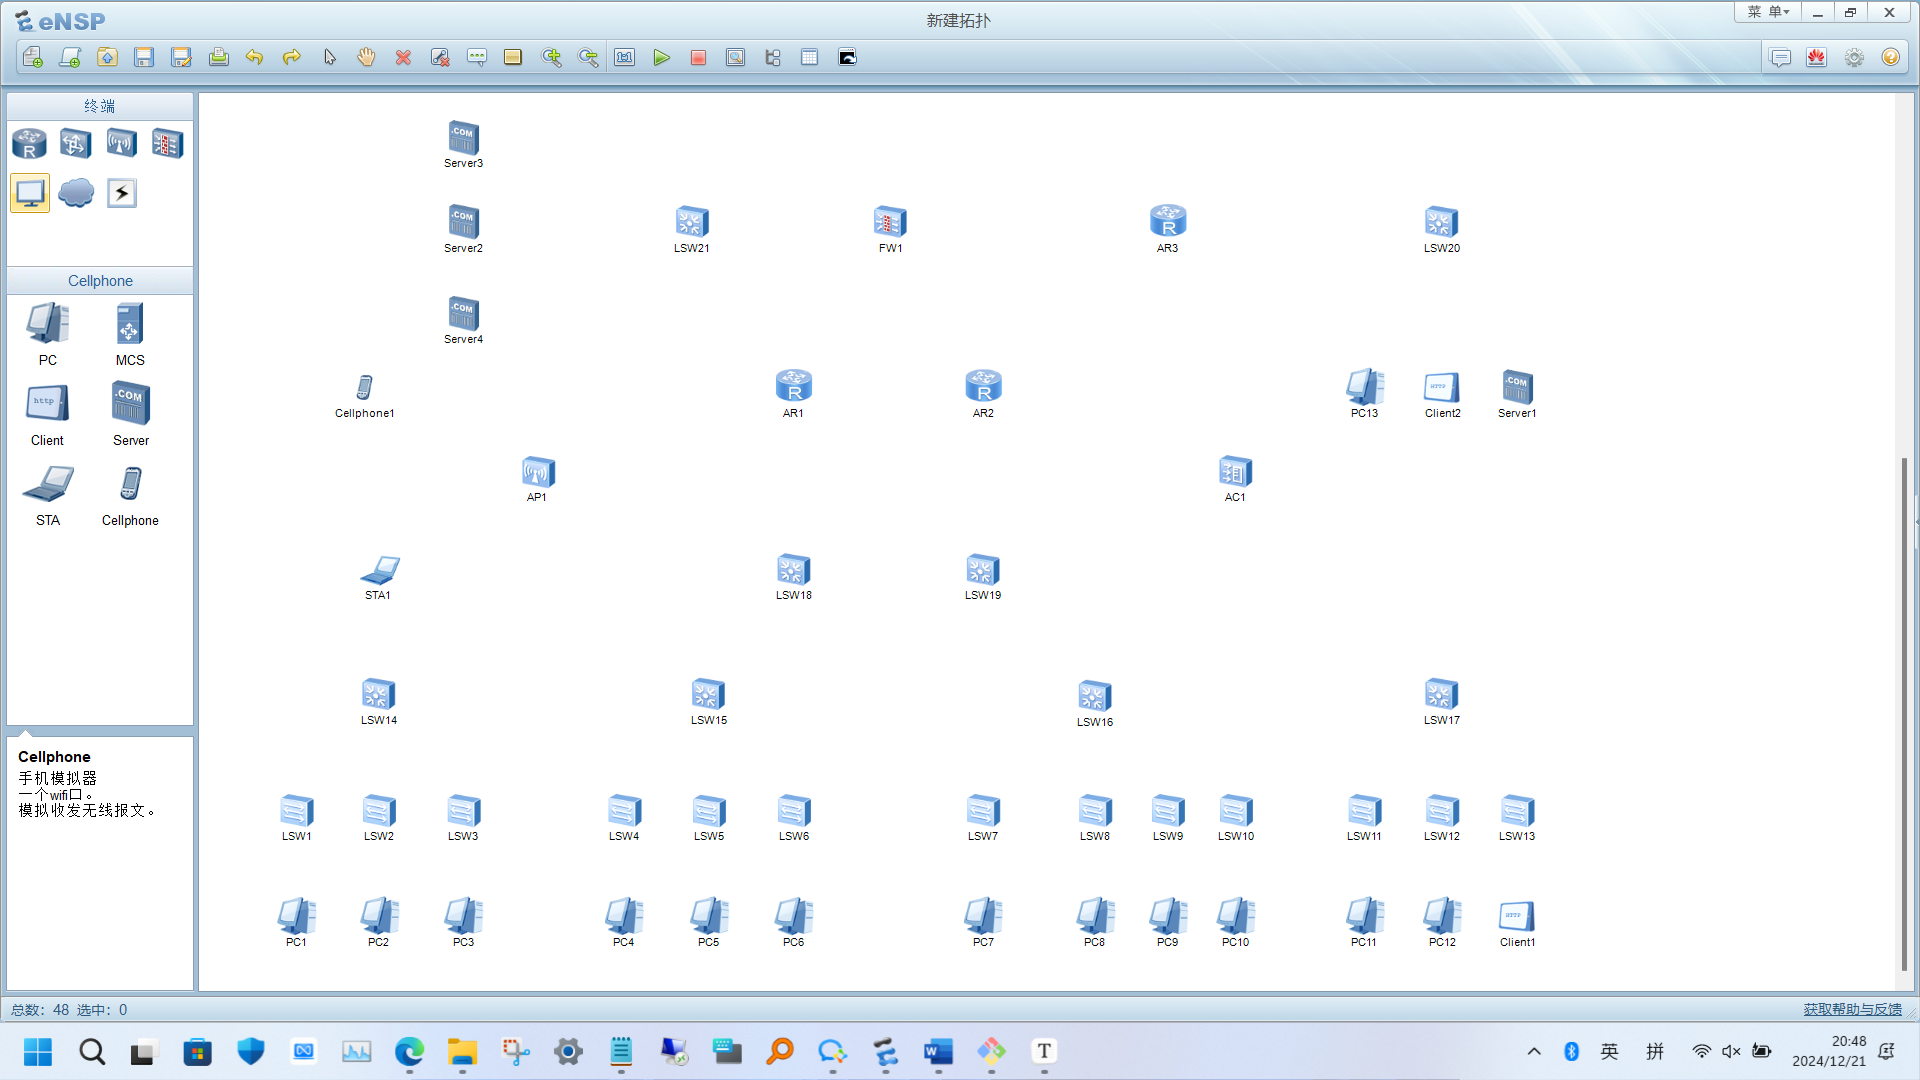 eNSP
新建拓扑
菜 单
终端
Cellphone
PC
MCS
Client
Server
STA
Cellphone
Cellphone
手机模拟器
一个wifi口。
模拟收发无线报文。
Server3
Server2
LSW21
FW1
AR3
LSW20
Server4
Cellphone1
AR1
AR2
PC13
Client2
Server1
AP1
AC1
STA1
LSW18
LSW19
LSW14
LSW15
LSW16
LSW17
LSW1
LSW2
LSW3
LSW4
LSW5
LSW6
LSW7
LSW8
LSW9
LSW10
LSW11
LSW12
LSW13
PC1
PC2
PC3
PC4
PC5
PC6
PC7
PC8
PC9
PC10
PC11
PC12
Client1
总数：48 选中：0
获取帮助与反馈
英
拼
20:48
2024/12/21